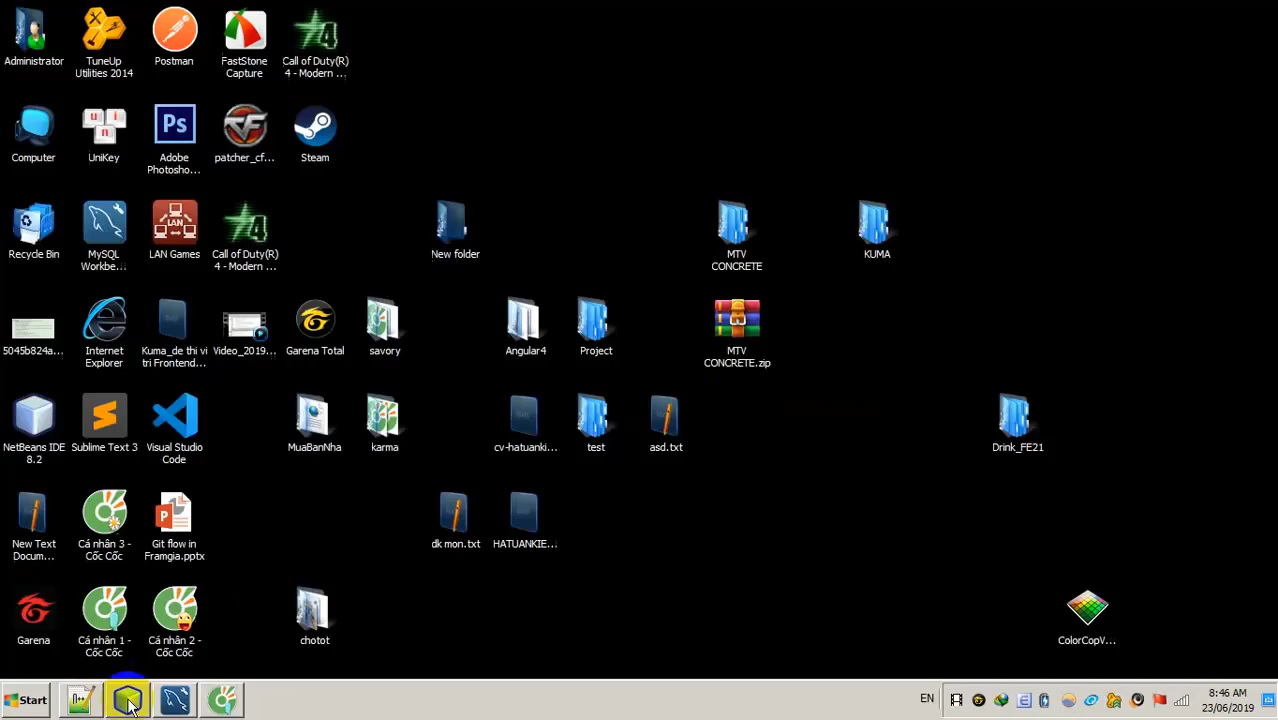 Administrator
TuneUp
Utilities 2014
Postman
FastStone
Capture
Call of Duty(R)
4 - Modern ...
Computer
UniKey
Adobe
Photosho...
patcher_cf...
Steam
Recycle Bin
MySQL
Workbe...
LAN Games
Call of Duty(R)
4 - Modern ...
New folder
MTV
CONCRETE
KUMA
5045b824a...
Internet
Explorer
Kuma_de thi vi
tri Frontend...
Video_2019...
Garena Total
savory
Angular4
Project
MTV
CONCRETE.zip
NetBeans IDE
8.2
Sublime Text 3
Visual Studio
Code
MuaBanNha
karma
cv-hatuanki...
test
asd.txt
Drink_FE21
New Text
Docum...
Cá nhân 3 -
Cốc Cốc
Git flow in
Framgia.pptx
dk mon.txt
HATUANKIE...
Garena
Cá nhân 1 -
Cốc Cốc
Cá nhân 2 -
Cốc Cốc
chotot
ColorCopV...
Start
EN
8:46 AM
23/06/2019